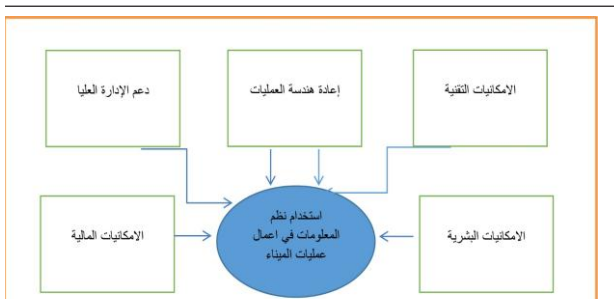 الامكانيات التقنية
إعادة هندسة العمليات
دعم الإدارة العليا
استخدام نظم
المعلومات في اعمال
عمليات الميناء
الامكانيات البشرية
الامكانيات المالية